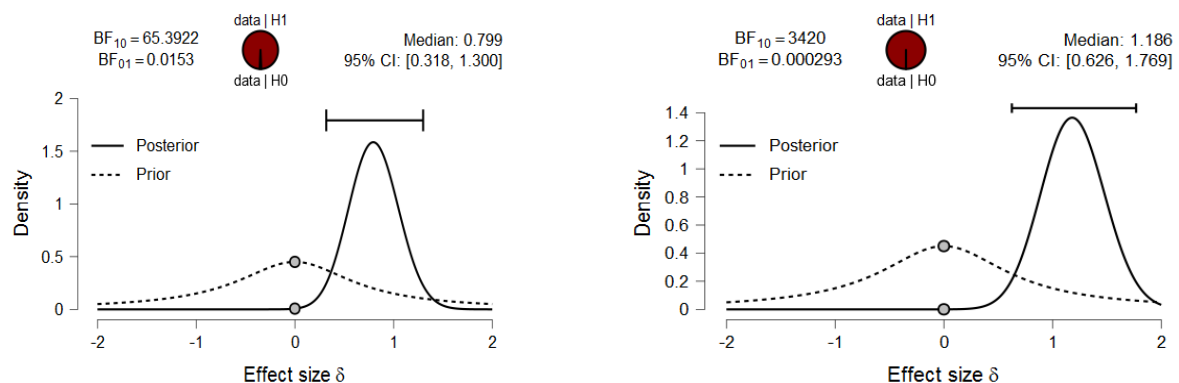 data | H1
BF10 = 65.3922
BF01 = 0.0153
data | H0
Median: 0.799
95% CI: [0.318, 1.300]
2
1.5
1
0.5
0
Density
Posterior
Prior
-2 -1 0 1 2
Effect size δ
data | H1
BF10 = 3420
BF01 = 0.000293
data | H0
Median: 1.186
95% CI: [0.626, 1.769]
1.4
1.2
1
0.8
0.6
0.4
0.2
0
Density
Posterior
Prior
-2 -1 0 1 2
Effect size δ